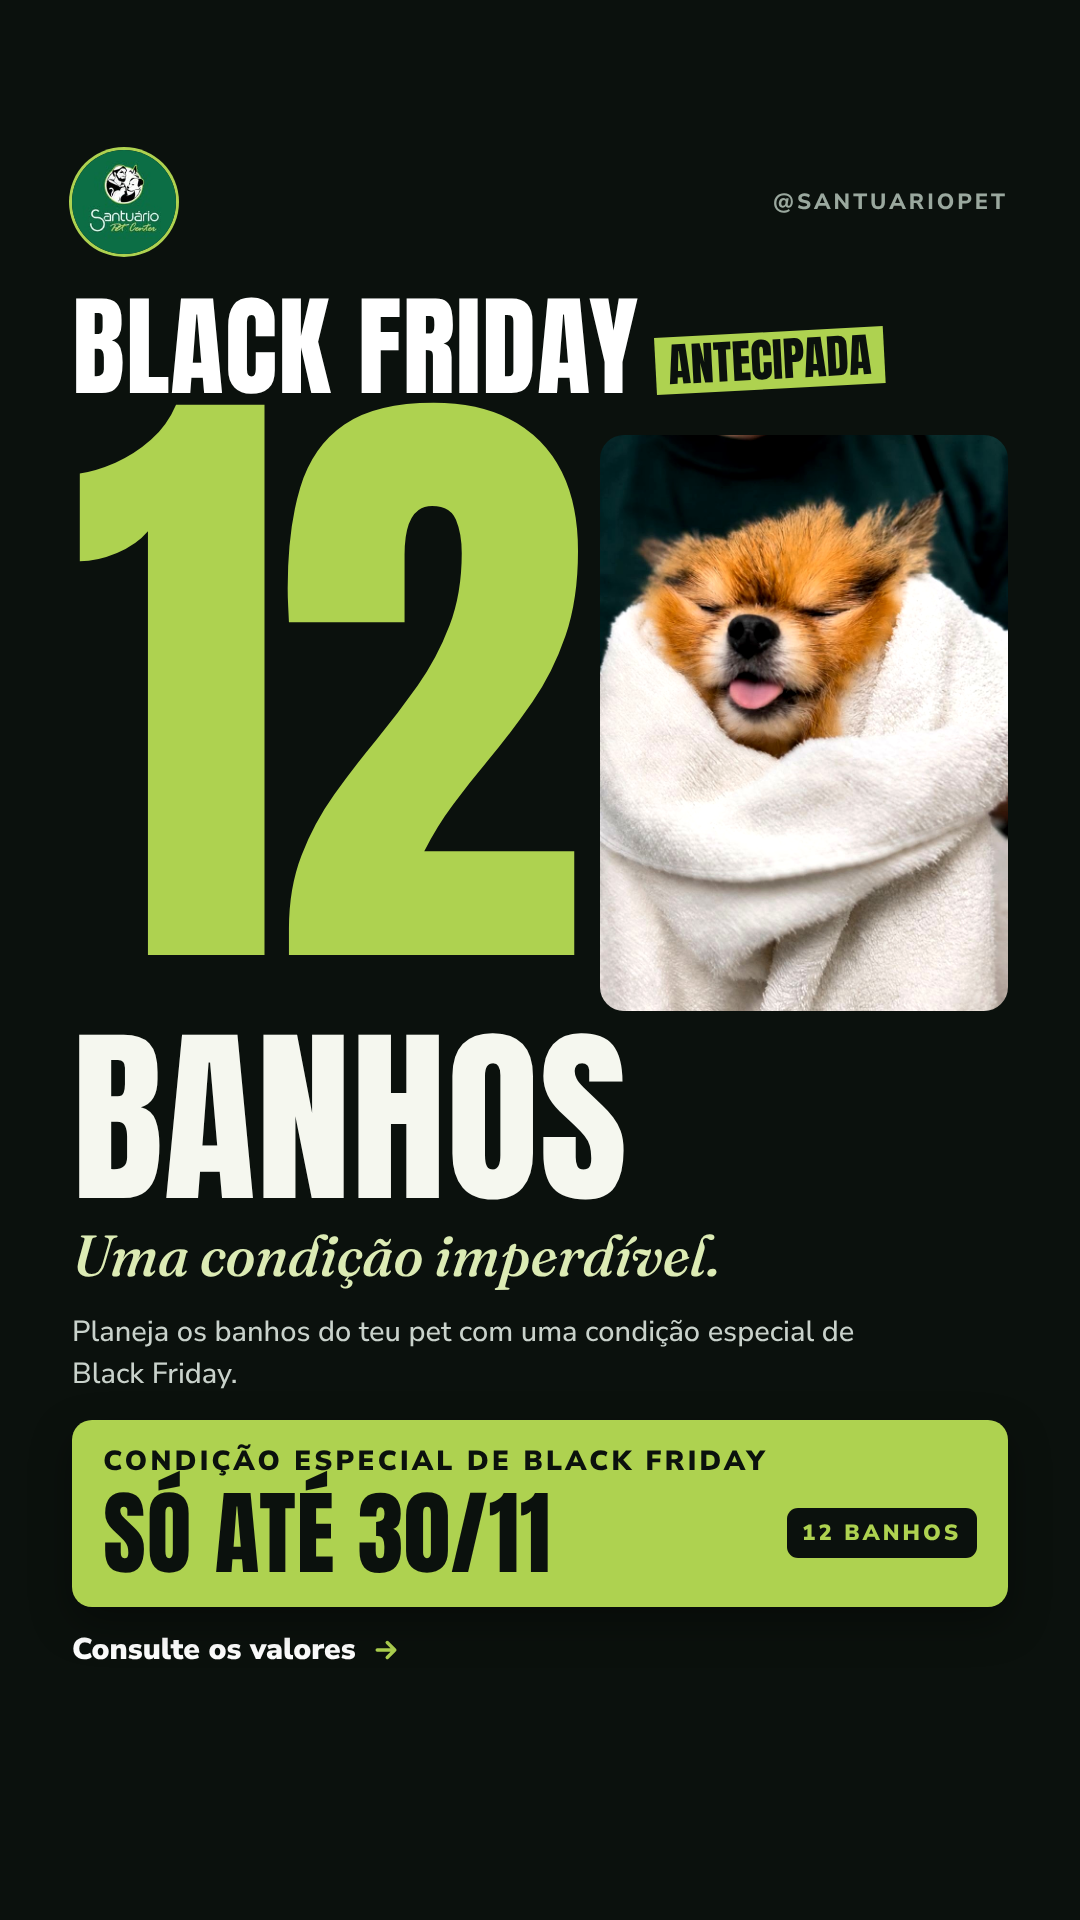 Santuário
Pet Center
@SANTUARIOPET
BLACK FRIDAY
ANTECIPADA
12
BANHOS
Uma condição imperdível.
Planeja os banhos do teu pet com uma condição especial de
Black Friday.
CONDIÇÃO ESPECIAL DE BLACK FRIDAY
SÓ ATÉ 30/11
12 BANHOS
Consulte os valores →